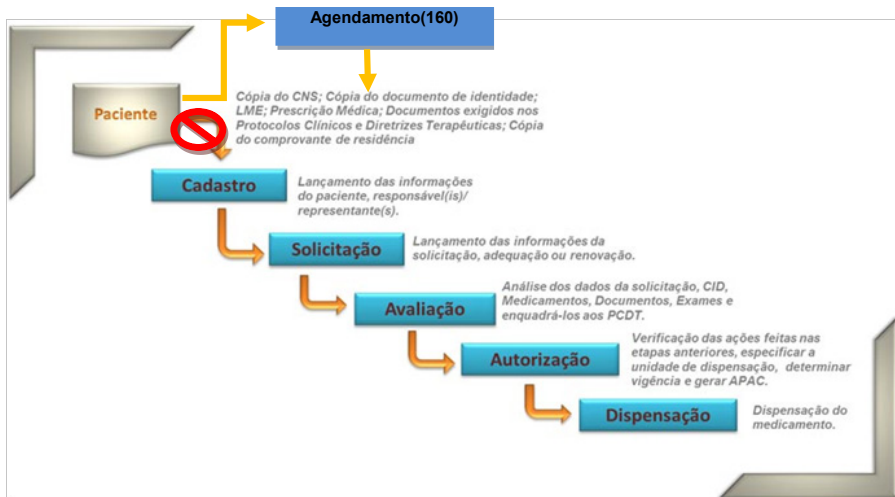 Agendamento(160)
Paciente
Cópia do CNS; Cópia do documento de identidade;
LME; Prescrição Médica; Documentos exigidos nos
Protocolos Clínicos e Diretrizes Terapêuticas; Cópia
do comprovante de residência
Cadastro
Lançamento das informações
do paciente, responsável(is)/
representante(s).
Solicitação
Lançamento das informações da
solicitação, adequação ou renovação.
Avaliação
Análise dos dados da solicitação, CID,
Medicamentos, Documentos, Exames e
enquadrá-los aos PCDT.
Autorização
Verificação das ações feitas nas
etapas anteriores, especificar a
unidade de dispensação, determinar
vigência e gerar APAC.
Dispensação
Dispensação do
medicamento.